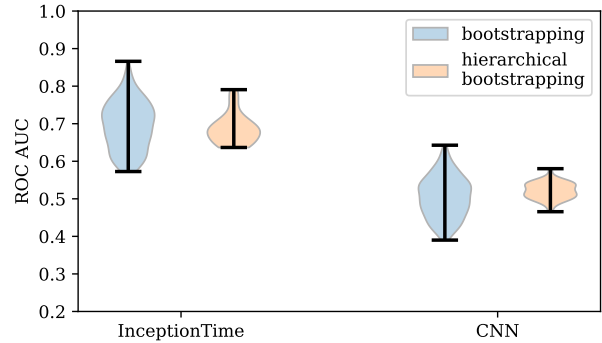 1.0
0.9
0.8
0.7
0.6
0.5
0.4
0.3
0.2
ROC AUC
bootstrapping
hierarchical
bootstrapping
InceptionTime
CNN